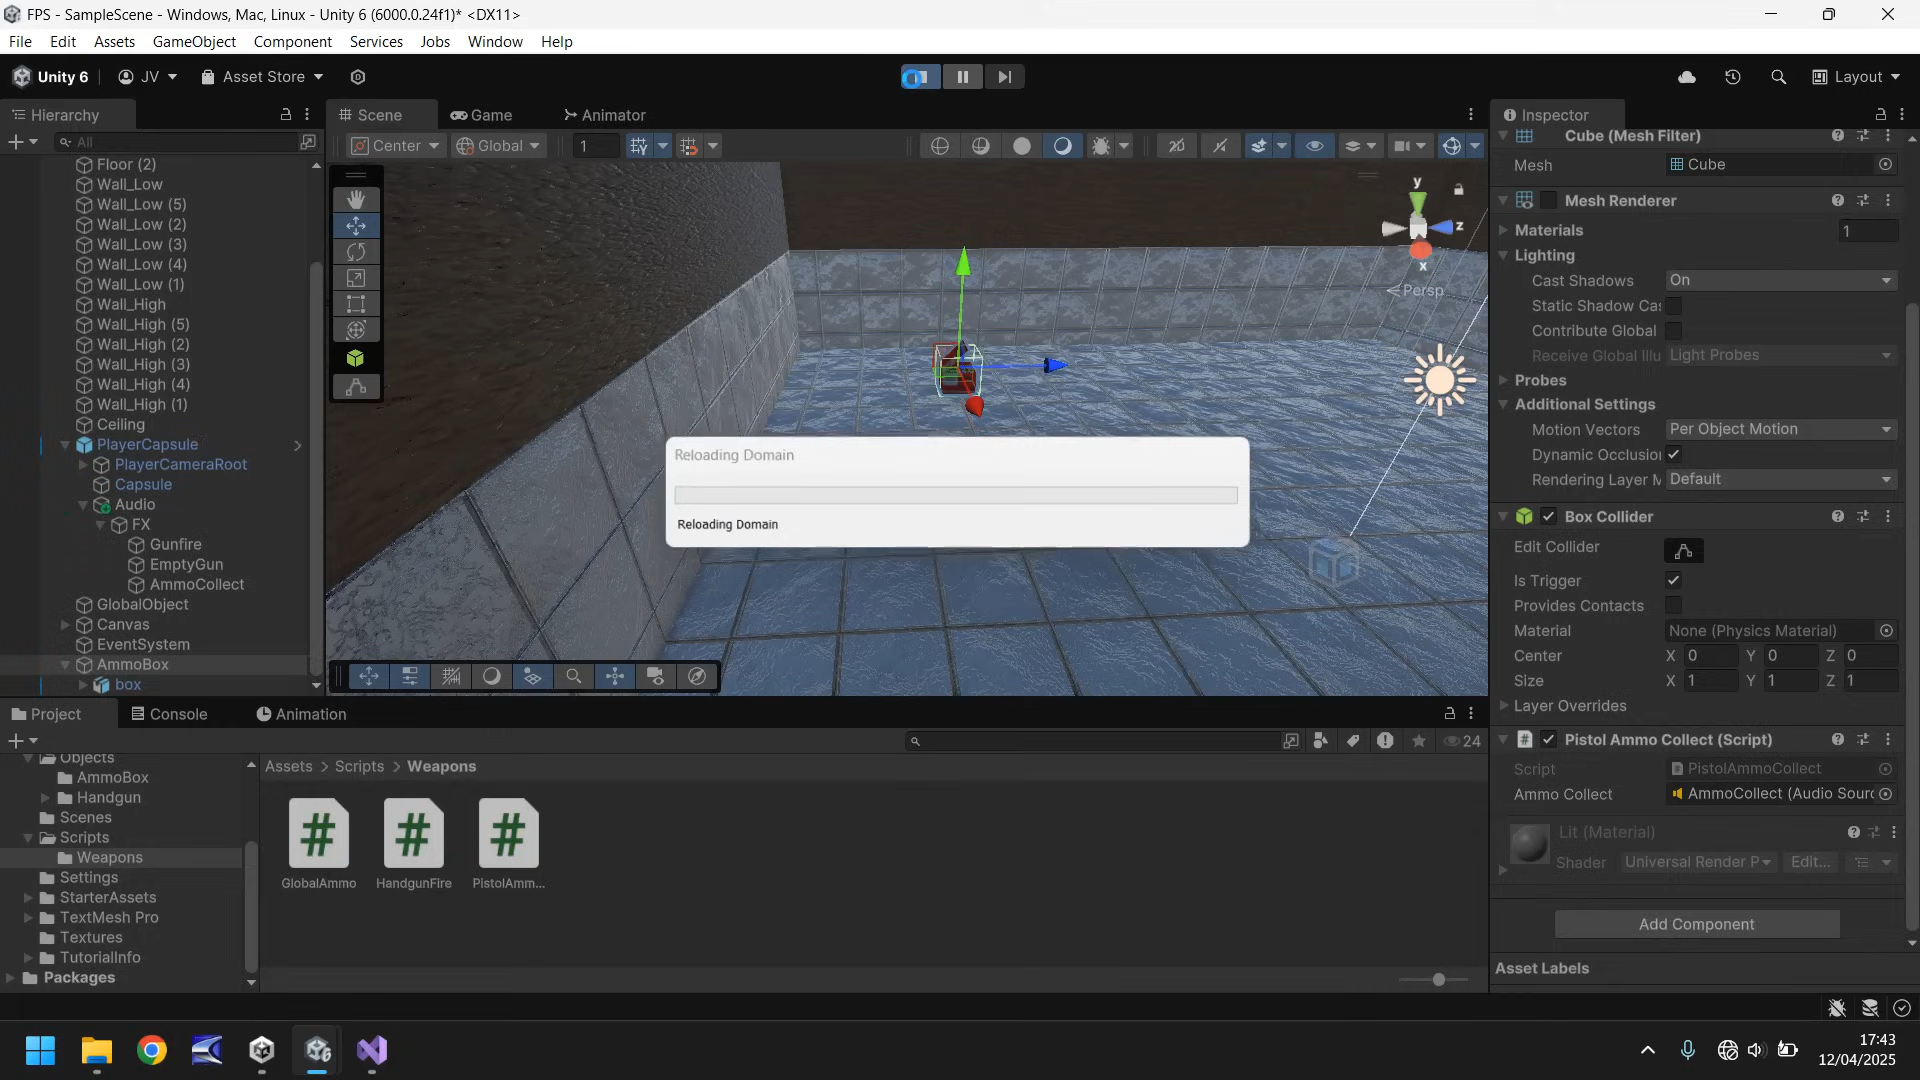 FPS - SampleScene - Windows, Mac, Linux - Unity 6 (6000.0.24f1)* <DX11>
File Edit Assets GameObject Component Services Jobs Window Help
Unity 6 JV Asset Store Layout
Hierarchy
All
Floor (2)
Wall_Low
Wall_Low (5)
Wall_Low (2)
Wall_Low (3)
Wall_Low (4)
Wall_Low (1)
Wall_High
Wall_High (5)
Wall_High (2)
Wall_High (3)
Wall_High (4)
Wall_High (1)
Ceiling
PlayerCapsule
PlayerCameraRoot
Capsule
Audio
FX
Gunfire
EmptyGun
AmmoCollect
GlobalObject
Canvas
EventSystem
AmmoBox
box
Scene Game Animator
Center Global 1
y
z
x
Persp
Reloading Domain
Reloading Domain
Inspector
Cube (Mesh Filter)
Mesh Cube
Mesh Renderer
Materials 1
Lighting
Cast Shadows On
Static Shadow Cas
Contribute Global
Receive Global Illu Light Probes
Probes
Additional Settings
Motion Vectors Per Object Motion
Dynamic Occlusion
Rendering Layer M Default
Box Collider
Edit Collider
Is Trigger
Provides Contacts
Material None (Physics Material)
Center X 0 Y 0 Z 0
Size X 1 Y 1 Z 1
Layer Overrides
Pistol Ammo Collect (Script)
Script PistolAmmoCollect
Ammo Collect AmmoCollect (Audio Sourc
Lit (Material)
Shader Universal Render P Edit...
Add Component
Asset Labels
Project Console Animation
24
Objects
AmmoBox
Handgun
Scenes
Scripts
Weapons
Settings
StarterAssets
TextMesh Pro
Textures
TutorialInfo
Packages
Assets > Scripts > Weapons
GlobalAmmo HandgunFire PistolAmm...
17:43
12/04/2025